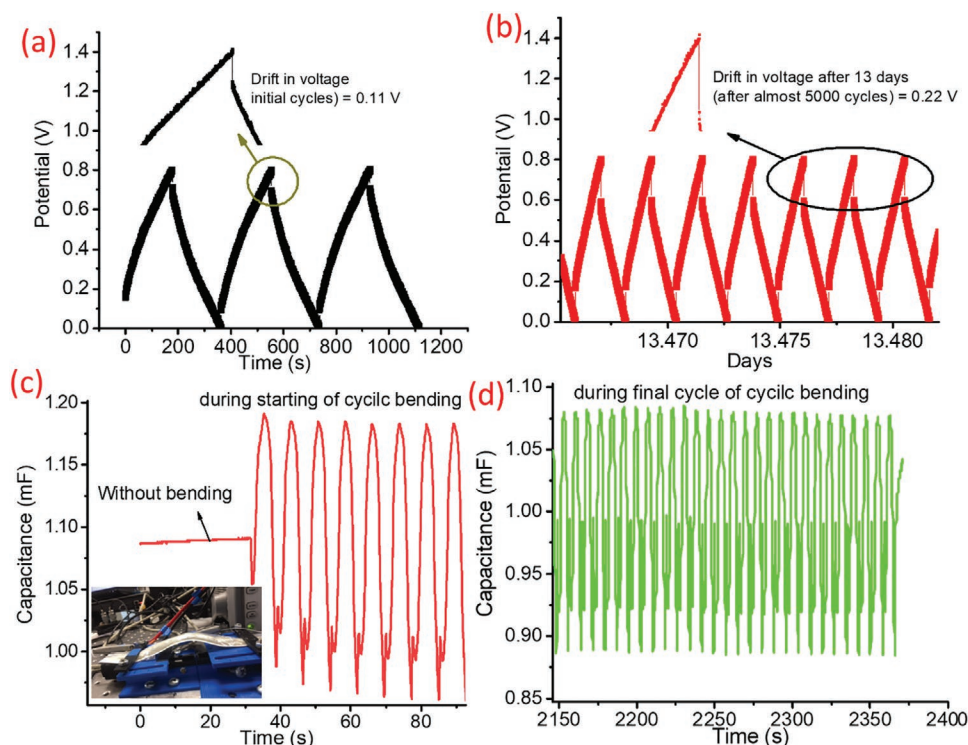 (a)
1.4
1.2
1.0
0.8
0.6
0.4
0.2
0.0
Potential (V)
Drift in voltage
initial cycles) = 0.11 V
0 200 400 600 800 1000 1200
Time (s)
(b)
1.4
1.2
1.0
0.8
0.6
0.4
0.2
0.0
Potentail (V)
Drift in voltage after 13 days
(after almost 5000 cycles) = 0.22 V
13.470 13.475 13.480
Days
(c)
1.20
1.15
1.10
1.05
1.00
Capacitance (mF)
during starting of cycilc bending
Without bending
0 20 40 60 80
Time (s)
(d)
1.10
1.05
1.00
0.95
0.90
0.85
Capacitance (mF)
during final cycle of cycilc bending
2150 2200 2250 2300 2350 2400
Time (s)